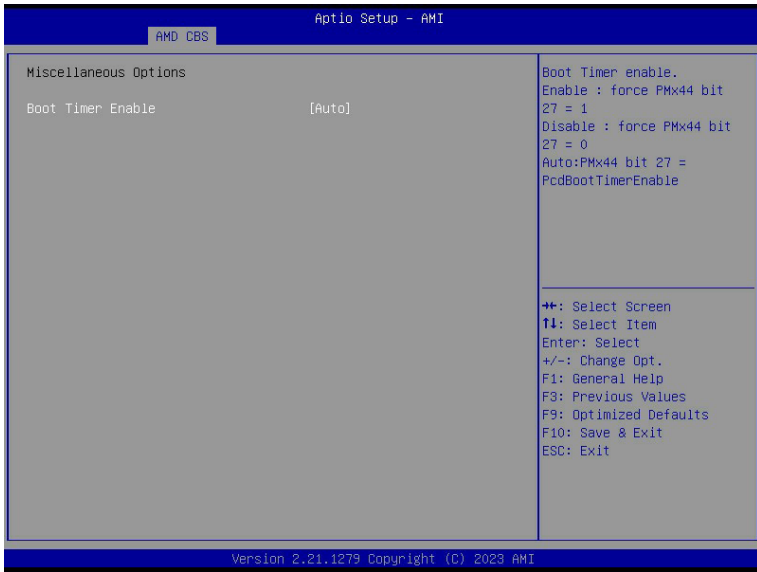 Aptio Setup – AMI
AMD CBS
Miscellaneous Options
Boot Timer Enable [Auto]
Boot Timer enable.
Enable : force PMx44 bit
27 = 1
Disable : force PMx44 bit
27 = 0
Auto:PMx44 bit 27 =
PcdBootTimerEnable
→←: Select Screen
↑↓: Select Item
Enter: Select
+/-: Change Opt.
F1: General Help
F3: Previous Values
F9: Optimized Defaults
F10: Save & Exit
ESC: Exit
Version 2.21.1279 Copyright (C) 2023 AMI